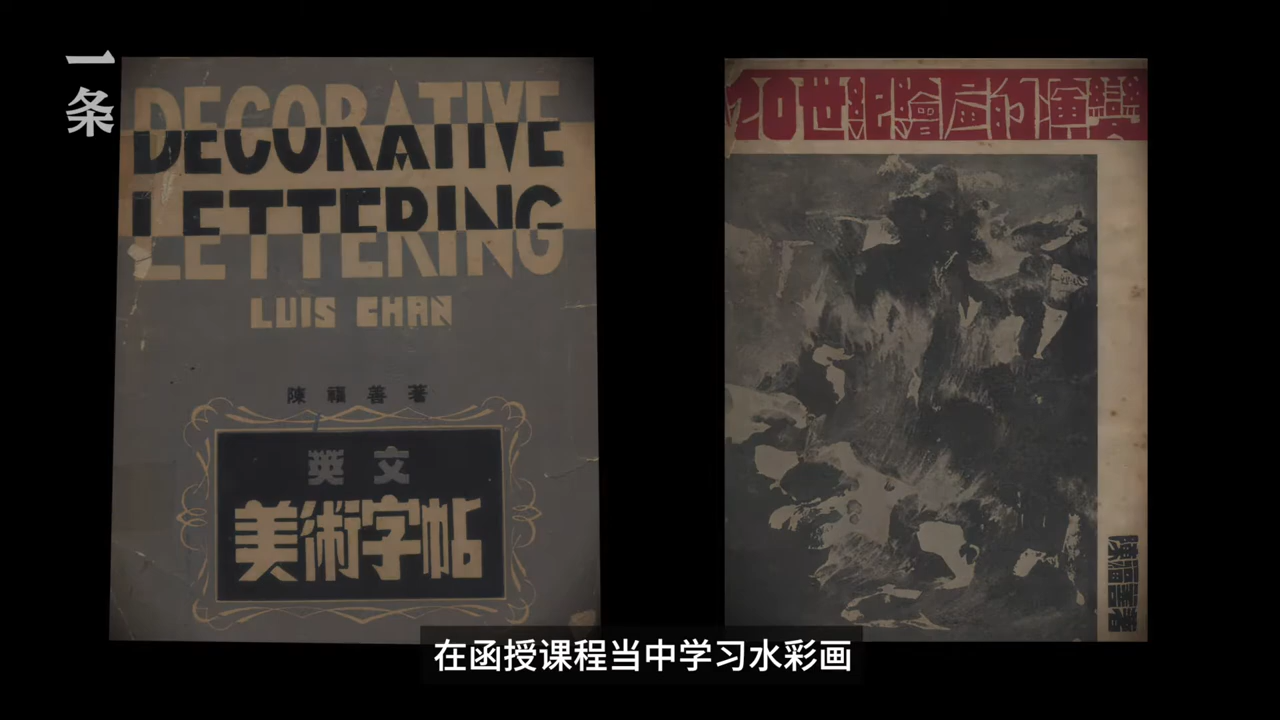 一条
DECORATIVE
LETTERING
LUIS CHAN
陳福善著
英文
美術字帖
20世紀繪畫的演變
陳福善著
在函授课程当中学习水彩画